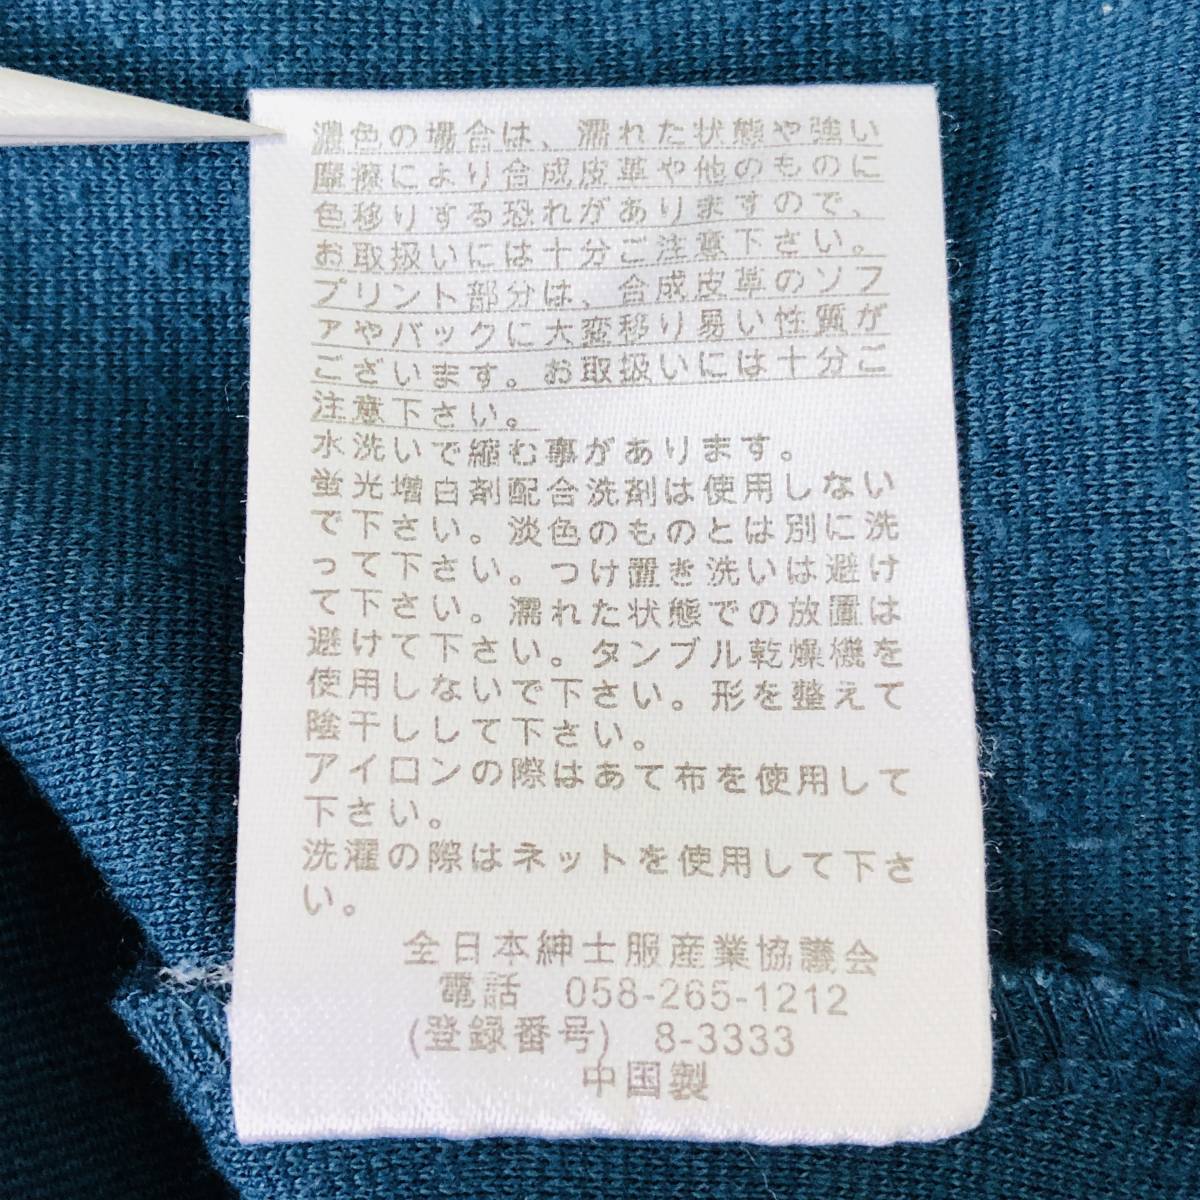 濃色の場合は、濡れた状態や強い
摩擦により合成皮革や他のものに
色移りする恐れがありますので、
お取扱いには十分ご注意下さい。
プリント部分は、合成皮革のソフ
ァやバックに大変移り易い性質が
ございます。お取扱いには十分ご
注意下さい。
水洗いで縮む事があります。
蛍光増白剤配合洗剤は使用しない
で下さい。淡色のものとは別に洗
って下さい。つけ置き洗いは避け
て下さい。濡れた状態での放置は
避けて下さい。タンブル乾燥機を
使用しないで下さい。形を整えて
陰干しして下さい。
アイロンの際はあて布を使用して
下さい。
洗濯の際はネットを使用して下さ
い。
全日本紳士服産業協議会
電話 058-265-1212
(登録番号) 8-3333
中国製